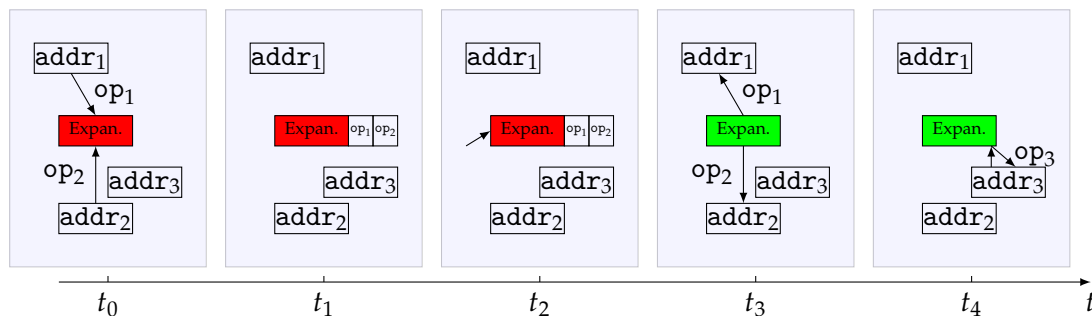 addr₁
op₁
Expan.
op₂
addr₃
addr₂
t₀
addr₁
Expan. op₁ op₂
addr₃
addr₂
t₁
addr₁
Expan. op₁ op₂
addr₃
addr₂
t₂
addr₁
op₁
Expan.
op₂
addr₃
addr₂
t₃
addr₁
Expan.
op₃
addr₃
addr₂
t₄
t